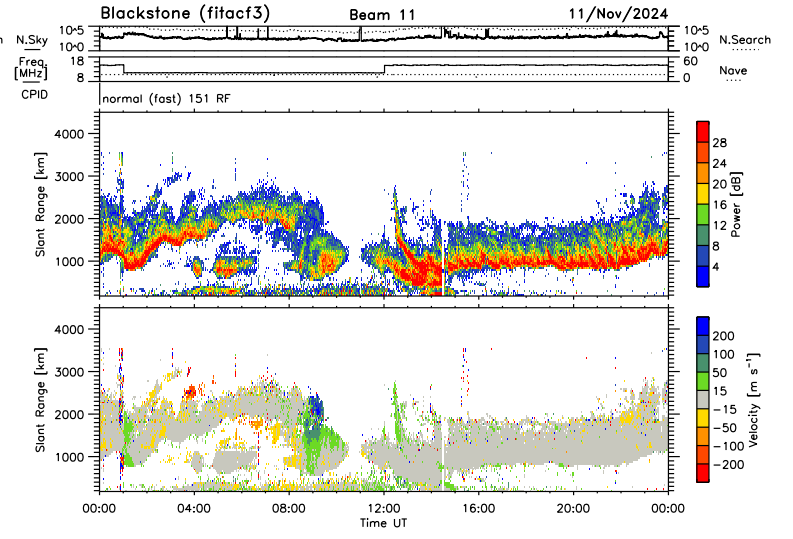 Blackstone (fitacf3)
Beam 11
11/Nov/2024
N.Sky
10^5
10^0
10^5
10^0
N.Search
Freq.
[MHz]
18
8
60
0
Nave
CPID
normal (fast) 151 RF
Slant Range [km]
4000
3000
2000
1000
28
24
20
16
12
8
4
Power [dB]
Slant Range [km]
4000
3000
2000
1000
200
100
50
15
-15
-50
-100
-200
Velocity [m s⁻¹]
00:00
04:00
08:00
12:00
16:00
20:00
00:00
Time UT